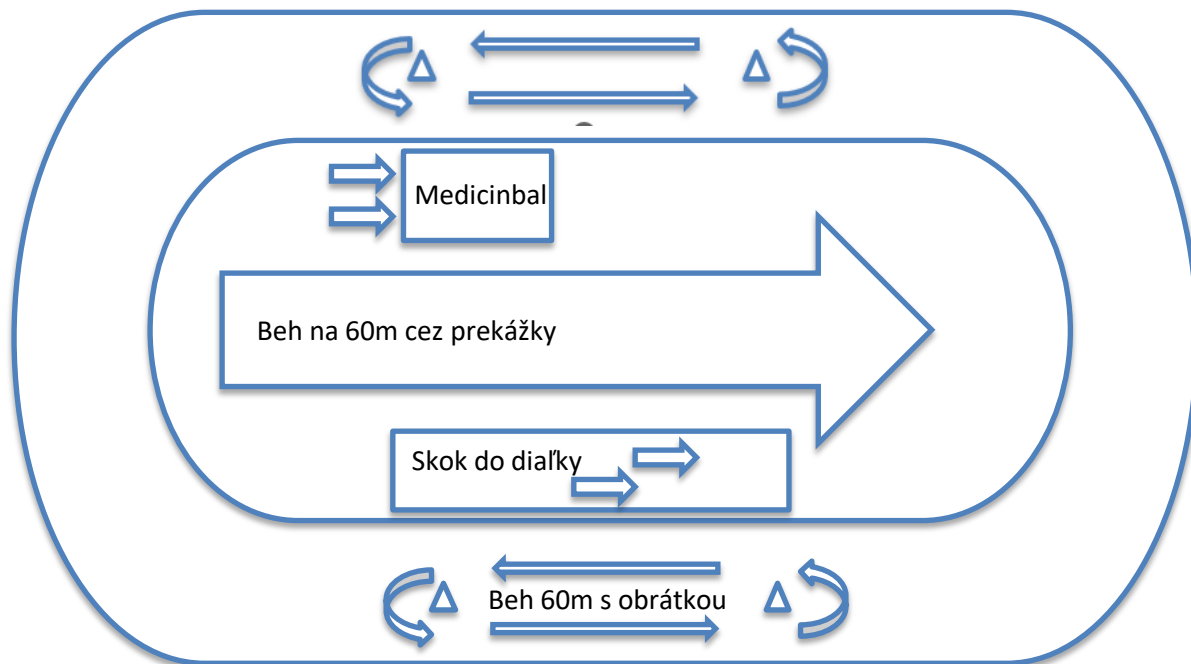 Medicinbal
Beh na 60m cez prekážky
Skok do diaľky
Beh 60m s obrátkou